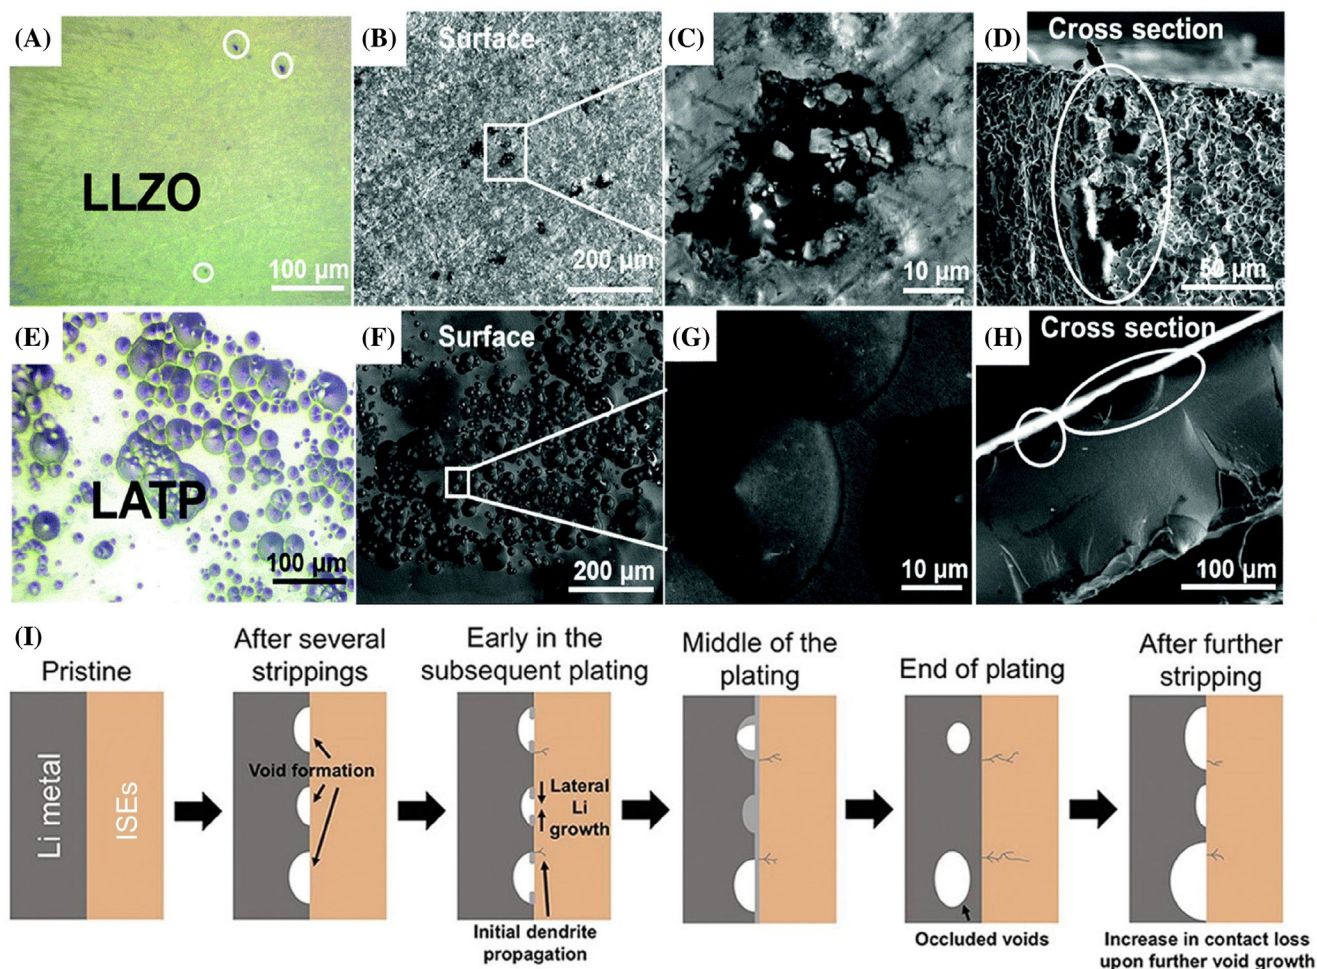 (A)
LLZO
100 µm
(B)
Surface
200 µm
(C)
10 µm
(D)
Cross section
50 µm
(E)
LATP
100 µm
(F)
Surface
200 µm
(G)
10 µm
(H)
Cross section
100 µm
(I)
Pristine
Li metal
ISEs
After several
strippings
Void formation
Early in the
subsequent plating
Lateral
Li
growth
Initial dendrite
propagation
Middle of the
plating
End of plating
Occluded voids
After further
stripping
Increase in contact loss
upon further void growth